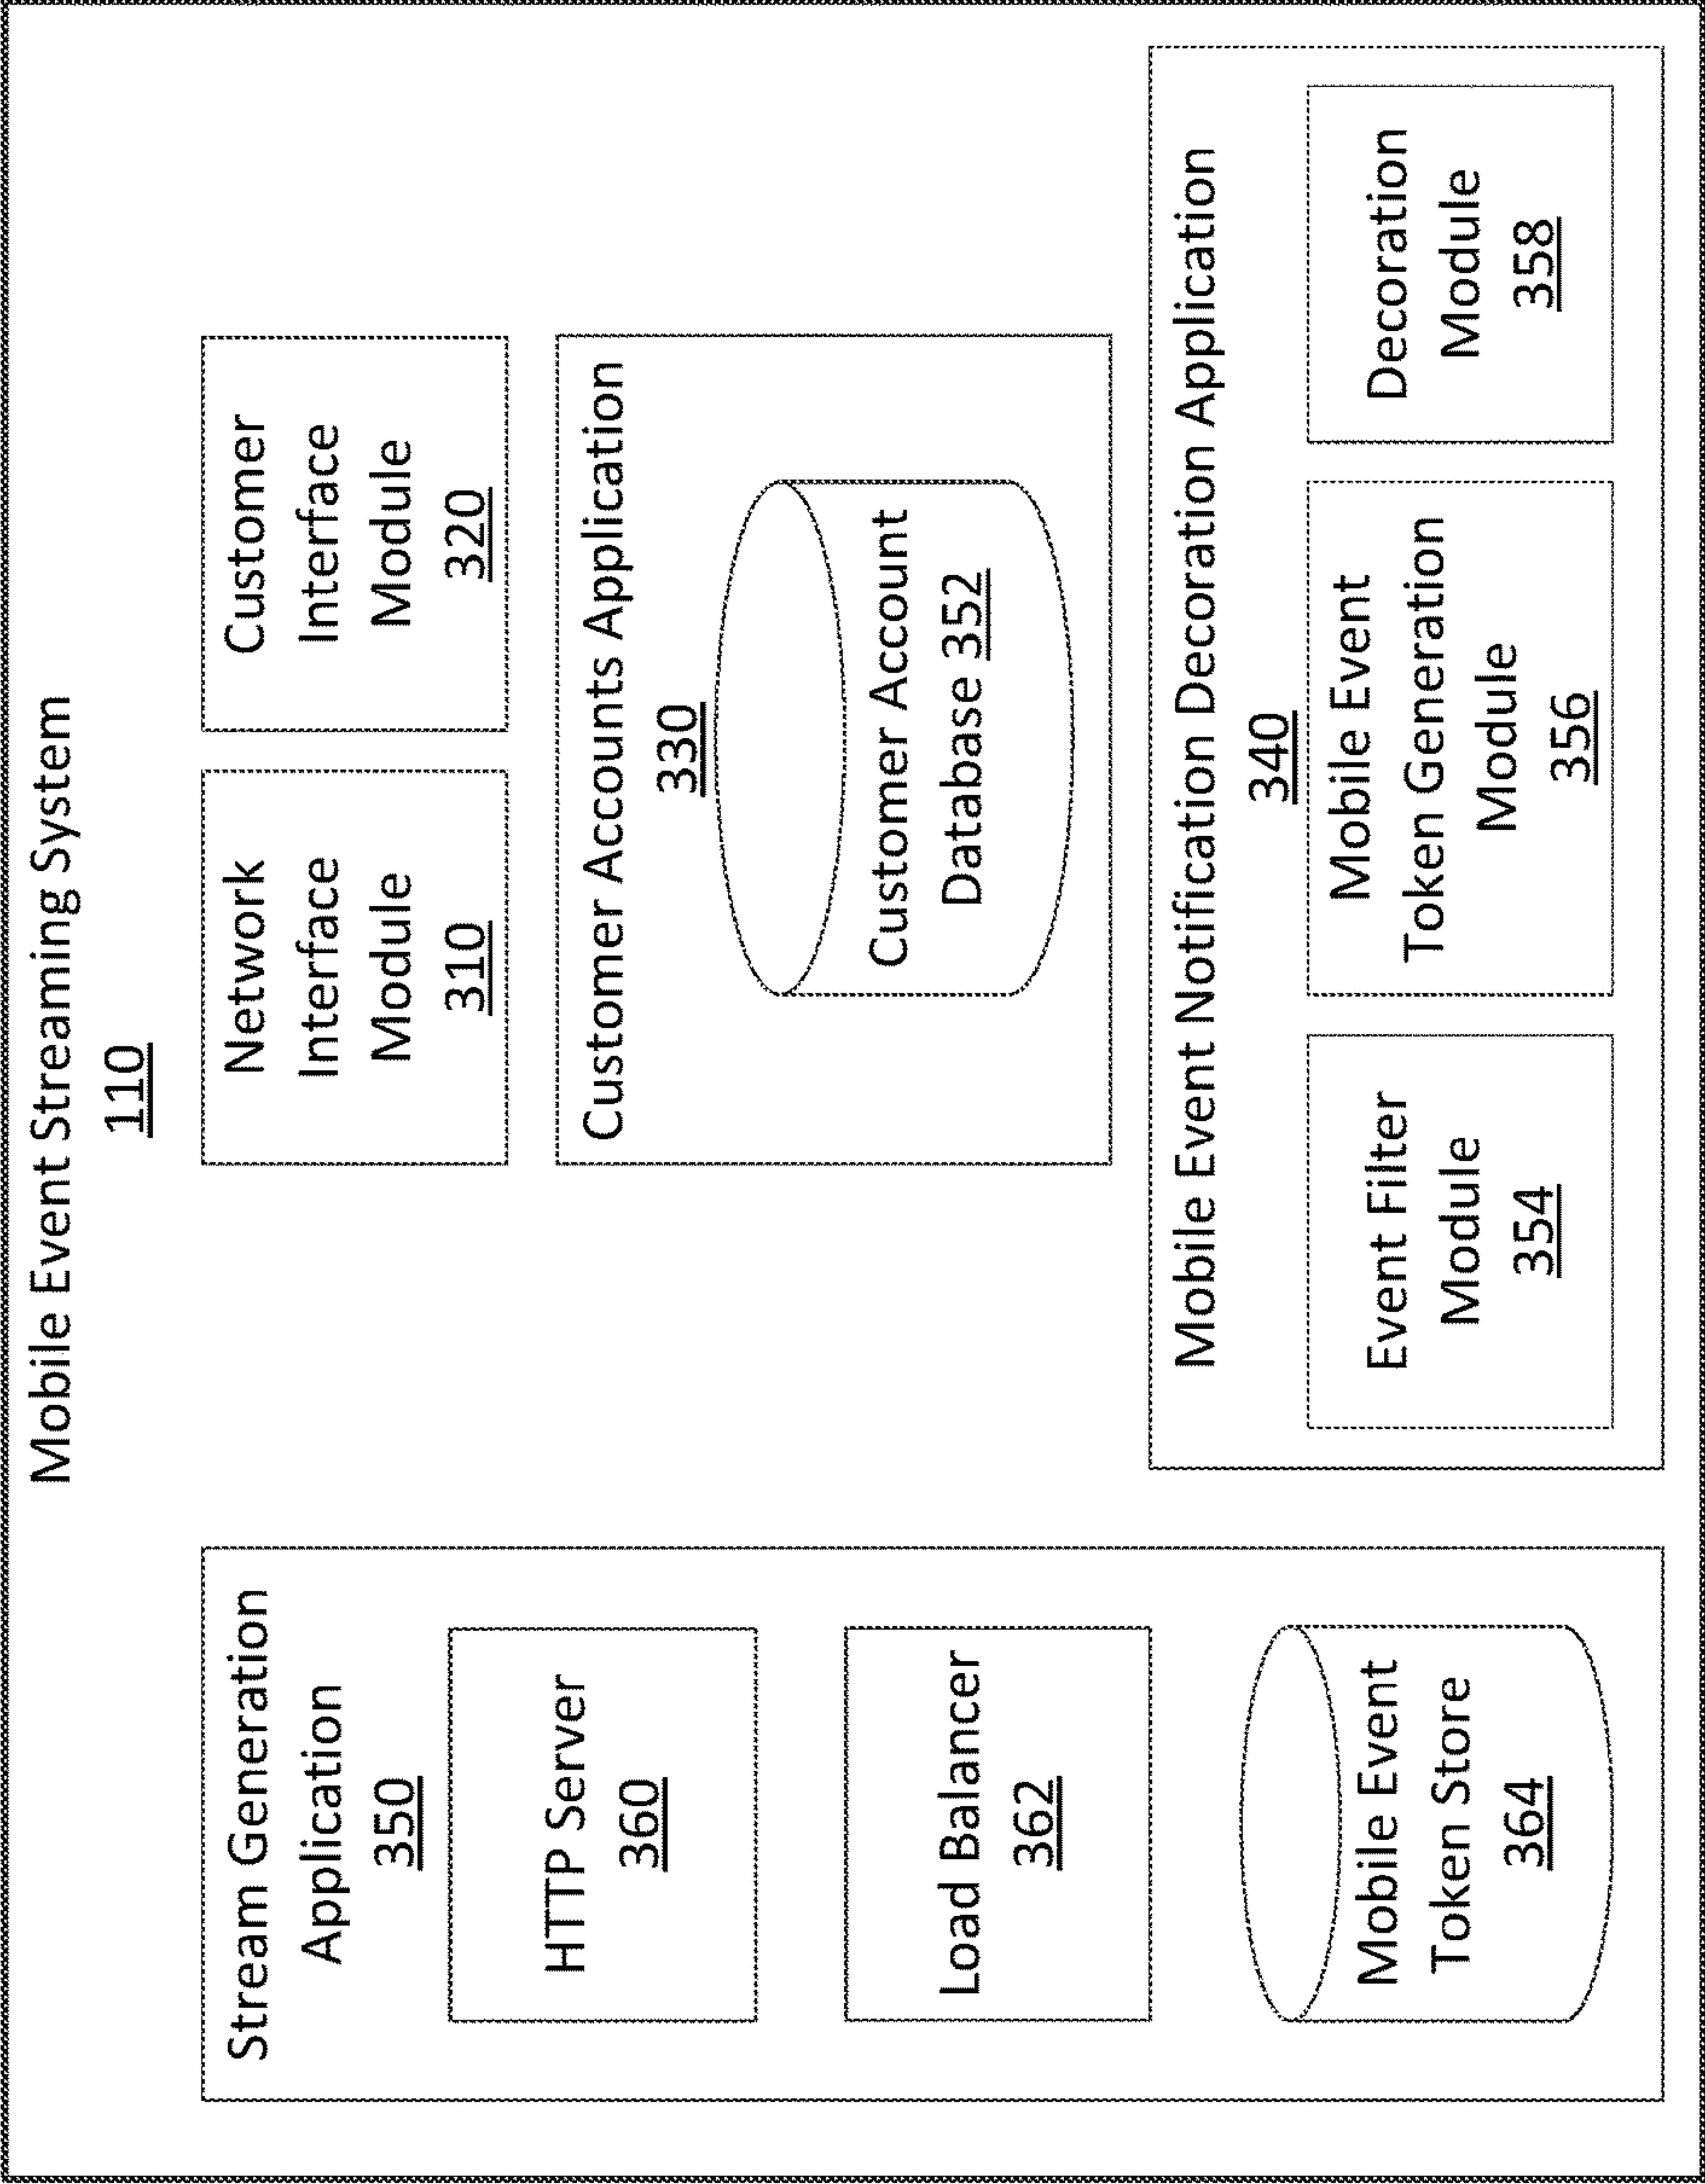 Mobile Event Streaming System
110
Stream Generation
Application
350
HTTP Server
360
Load Balancer
362
Mobile Event
Token Store
364
Network
Interface
Module
310
Customer
Interface
Module
320
Customer Accounts Application
330
Customer Account
Database 352
Mobile Event Notification Decoration Application
340
Event Filter
Module
354
Mobile Event
Token Generation
Module
356
Decoration
Module
358